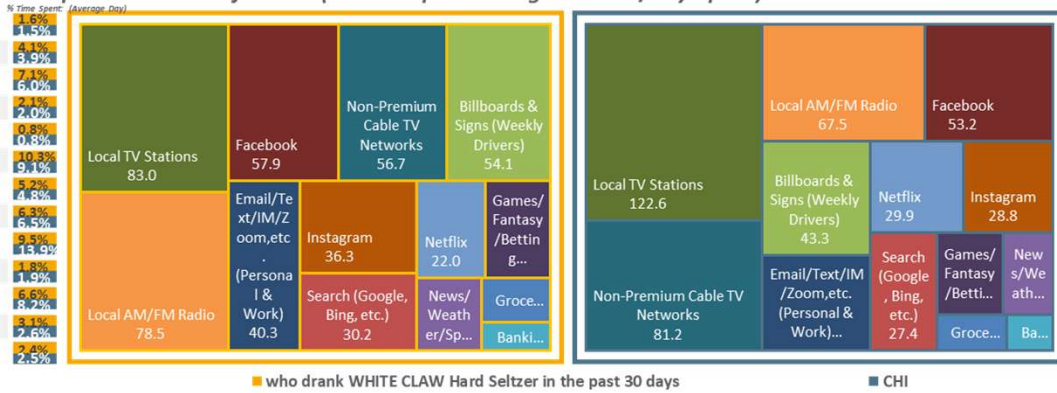 % Time Spent: (Average Day)
1.6%
1.5%
4.1%
3.9%
7.1%
6.0%
2.1%
2.0%
0.8%
0.8%
10.3%
9.1%
5.2%
4.8%
6.3%
6.5%
9.5%
13.9%
1.8%
1.9%
6.6%
8.2%
3.1%
2.6%
2.4%
2.5%
Local TV Stations
83.0
Facebook
57.9
Non-Premium
Cable TV
Networks
56.7
Billboards &
Signs (Weekly
Drivers)
54.1
Local AM/FM Radio
78.5
Email/Te
xt/IM/Z
oom,etc
.
(Persona
l &
Work)
40.3
Instagram
36.3
Search (Google,
Bing, etc.)
30.2
Netflix
22.0
Games/
Fantasy
/Bettin
g...
News/
Weath
er/Sp...
Groce...
Banki...
Local TV Stations
122.6
Non-Premium Cable TV
Networks
81.2
Local AM/FM Radio
67.5
Facebook
53.2
Billboards &
Signs (Weekly
Drivers)
43.3
Netflix
29.9
Instagram
28.8
Email/Text/IM
/Zoom,etc.
(Personal &
Work)...
Search
(Google
, Bing,
etc.)
27.4
Games/
Fantasy
/Betti...
New
s/We
ath...
Groce...
Ba...
who drank WHITE CLAW Hard Seltzer in the past 30 days
CHI